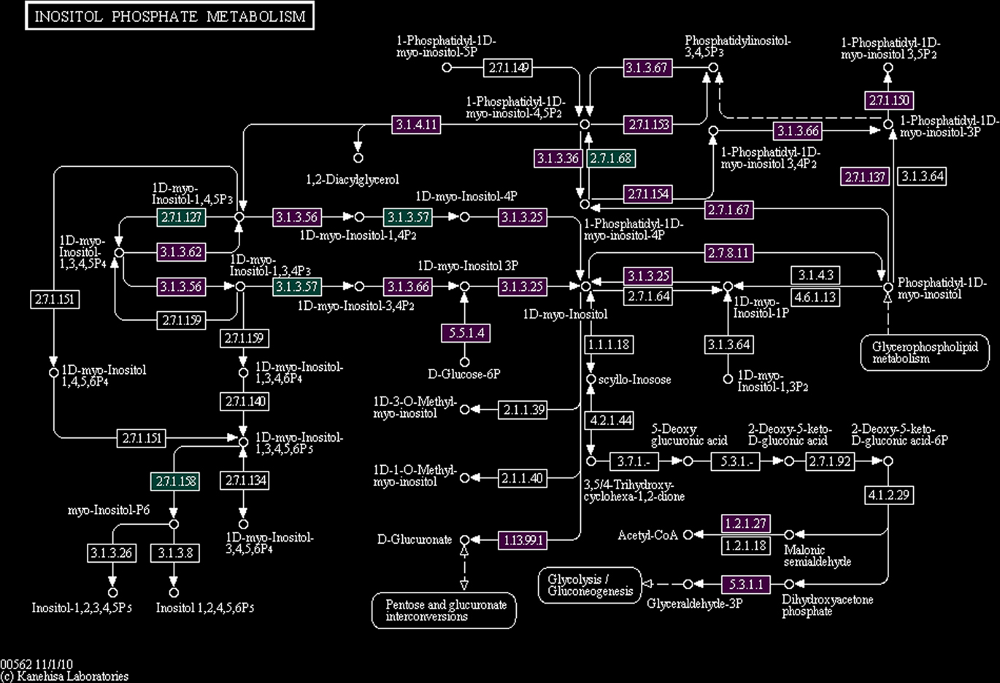 INOSITOL PHOSPHATE METABOLISM
1-Phosphatidyl-1D-
myo-inositol-5P
2.7.1.149
3.1.3.67
Phosphatidylinositol-
3,4,5P3
1-Phosphatidyl-1D-
myo-inositol 3,5P2
2.7.1.150
1-Phosphatidyl-1D-
myo-inositol-4,5P2
3.1.4.11
2.7.1.153
3.1.3.66
1-Phosphatidyl-1D-
myo-inositol-3P
1,2-Diacylglycerol
3.1.3.36
2.7.1.68
1-Phosphatidyl-1D-
myo-inositol 3,4P2
2.7.1.137
3.1.3.64
1D-myo-
Inositol-1,4,5P3
1D-myo-Inositol-4P
2.7.1.154
2.7.1.67
2.7.1.127
3.1.3.56
3.1.3.57
3.1.3.25
1D-myo-Inositol-1,4P2
1-Phosphatidyl-1D-
myo-inositol-4P
1D-myo-
Inositol-
1,3,4,5P4
3.1.3.62
1D-myo-
Inositol-1,3,4P3
1D-myo-Inositol 3P
2.7.8.11
3.1.3.56
3.1.3.57
3.1.3.66
3.1.3.25
3.1.3.25
2.7.1.64
3.1.4.3
4.6.1.13
Phosphatidyl-1D-
myo-inositol
2.7.1.151
1D-myo-Inositol-3,4P2
1D-myo-Inositol
1D-myo-
Inositol-1P
2.7.1.159
2.7.1.159
5.5.1.4
1.1.1.18
3.1.3.64
Glycerophospholipid
metabolism
1D-myo-Inositol
1,4,5,6P4
1D-myo-Inositol-
1,3,4,6P4
D-Glucose-6P
scyllo-Inosose
1D-myo-
Inositol-1,3P2
2.7.1.140
1D-3-O-Methyl-
myo-inositol
2.1.1.39
4.2.1.44
2.7.1.151
1D-myo-Inositol-
1,3,4,5,6P5
5-Deoxy
glucuronic acid
2-Deoxy-5-keto-
D-gluconic acid
2-Deoxy-5-keto-
D-gluconic acid-6P
3.7.1.-
5.3.1.-
2.7.1.92
2.7.1.158
2.7.1.134
1D-1-O-Methyl-
myo-inositol
2.1.1.40
3,5/4-Trihydroxy-
cyclohexa-1,2-dione
4.1.2.29
myo-Inositol-P6
1D-myo-Inositol-
3,4,5,6P4
D-Glucuronate
1.13.99.1
Acetyl-CoA
1.2.1.27
1.2.1.18
Malonic
semialdehyde
3.1.3.26
3.1.3.8
Glycolysis /
Gluconeogenesis
5.3.1.1
Glyceraldehyde-3P
Dihydroxyacetone
phosphate
Inositol-1,2,3,4,5P5
Inositol 1,2,4,5,6P5
Pentose and glucuronate
interconversions
00562 11/1/10
(c) Kanehisa Laboratories